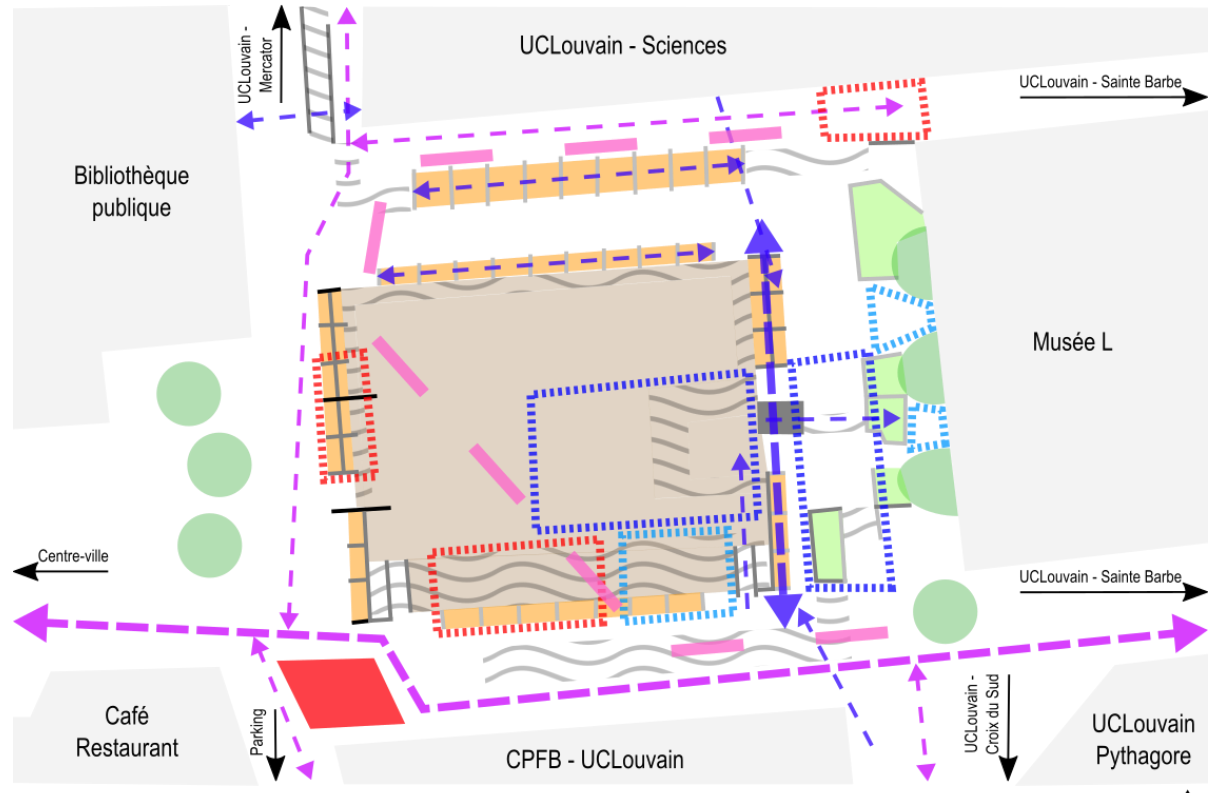 UCLouvain -
Mercator
UCLouvain - Sciences
UCLouvain - Sainte Barbe
Bibliothèque
publique
Musée L
Centre-ville
UCLouvain - Sainte Barbe
Café
Restaurant
Parking
CPFB - UCLouvain
UCLouvain -
Croix du Sud
UCLouvain
Pythagore